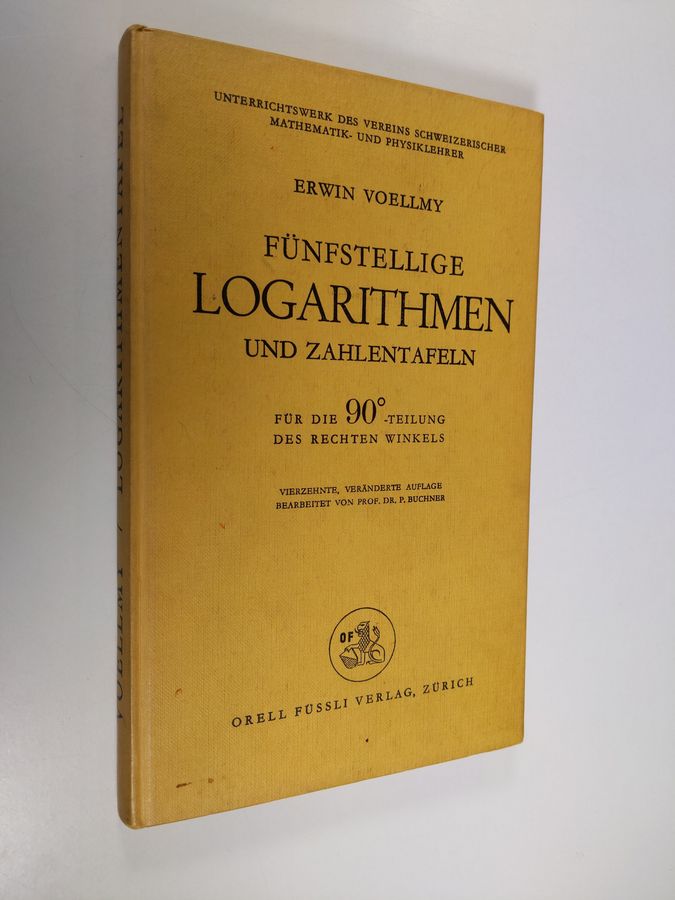 UNTERRICHTSWERK DES VEREINS SCHWEIZERISCHER
MATHEMATIK- UND PHYSIKLEHRER
ERWIN VOELLMY
FÜNFSTELLIGE
LOGARITHMEN
UND ZAHLENTAFELN
FÜR DIE 90°-TEILUNG
DES RECHTEN WINKELS
VIERZEHNTE, VERÄNDERTE AUFLAGE
BEARBEITET VON PROF. DR. P. BUCHNER
OF
ORELL FÜSSLI VERLAG, ZÜRICH
VOELLMY / LOGARITHMENTAFEL